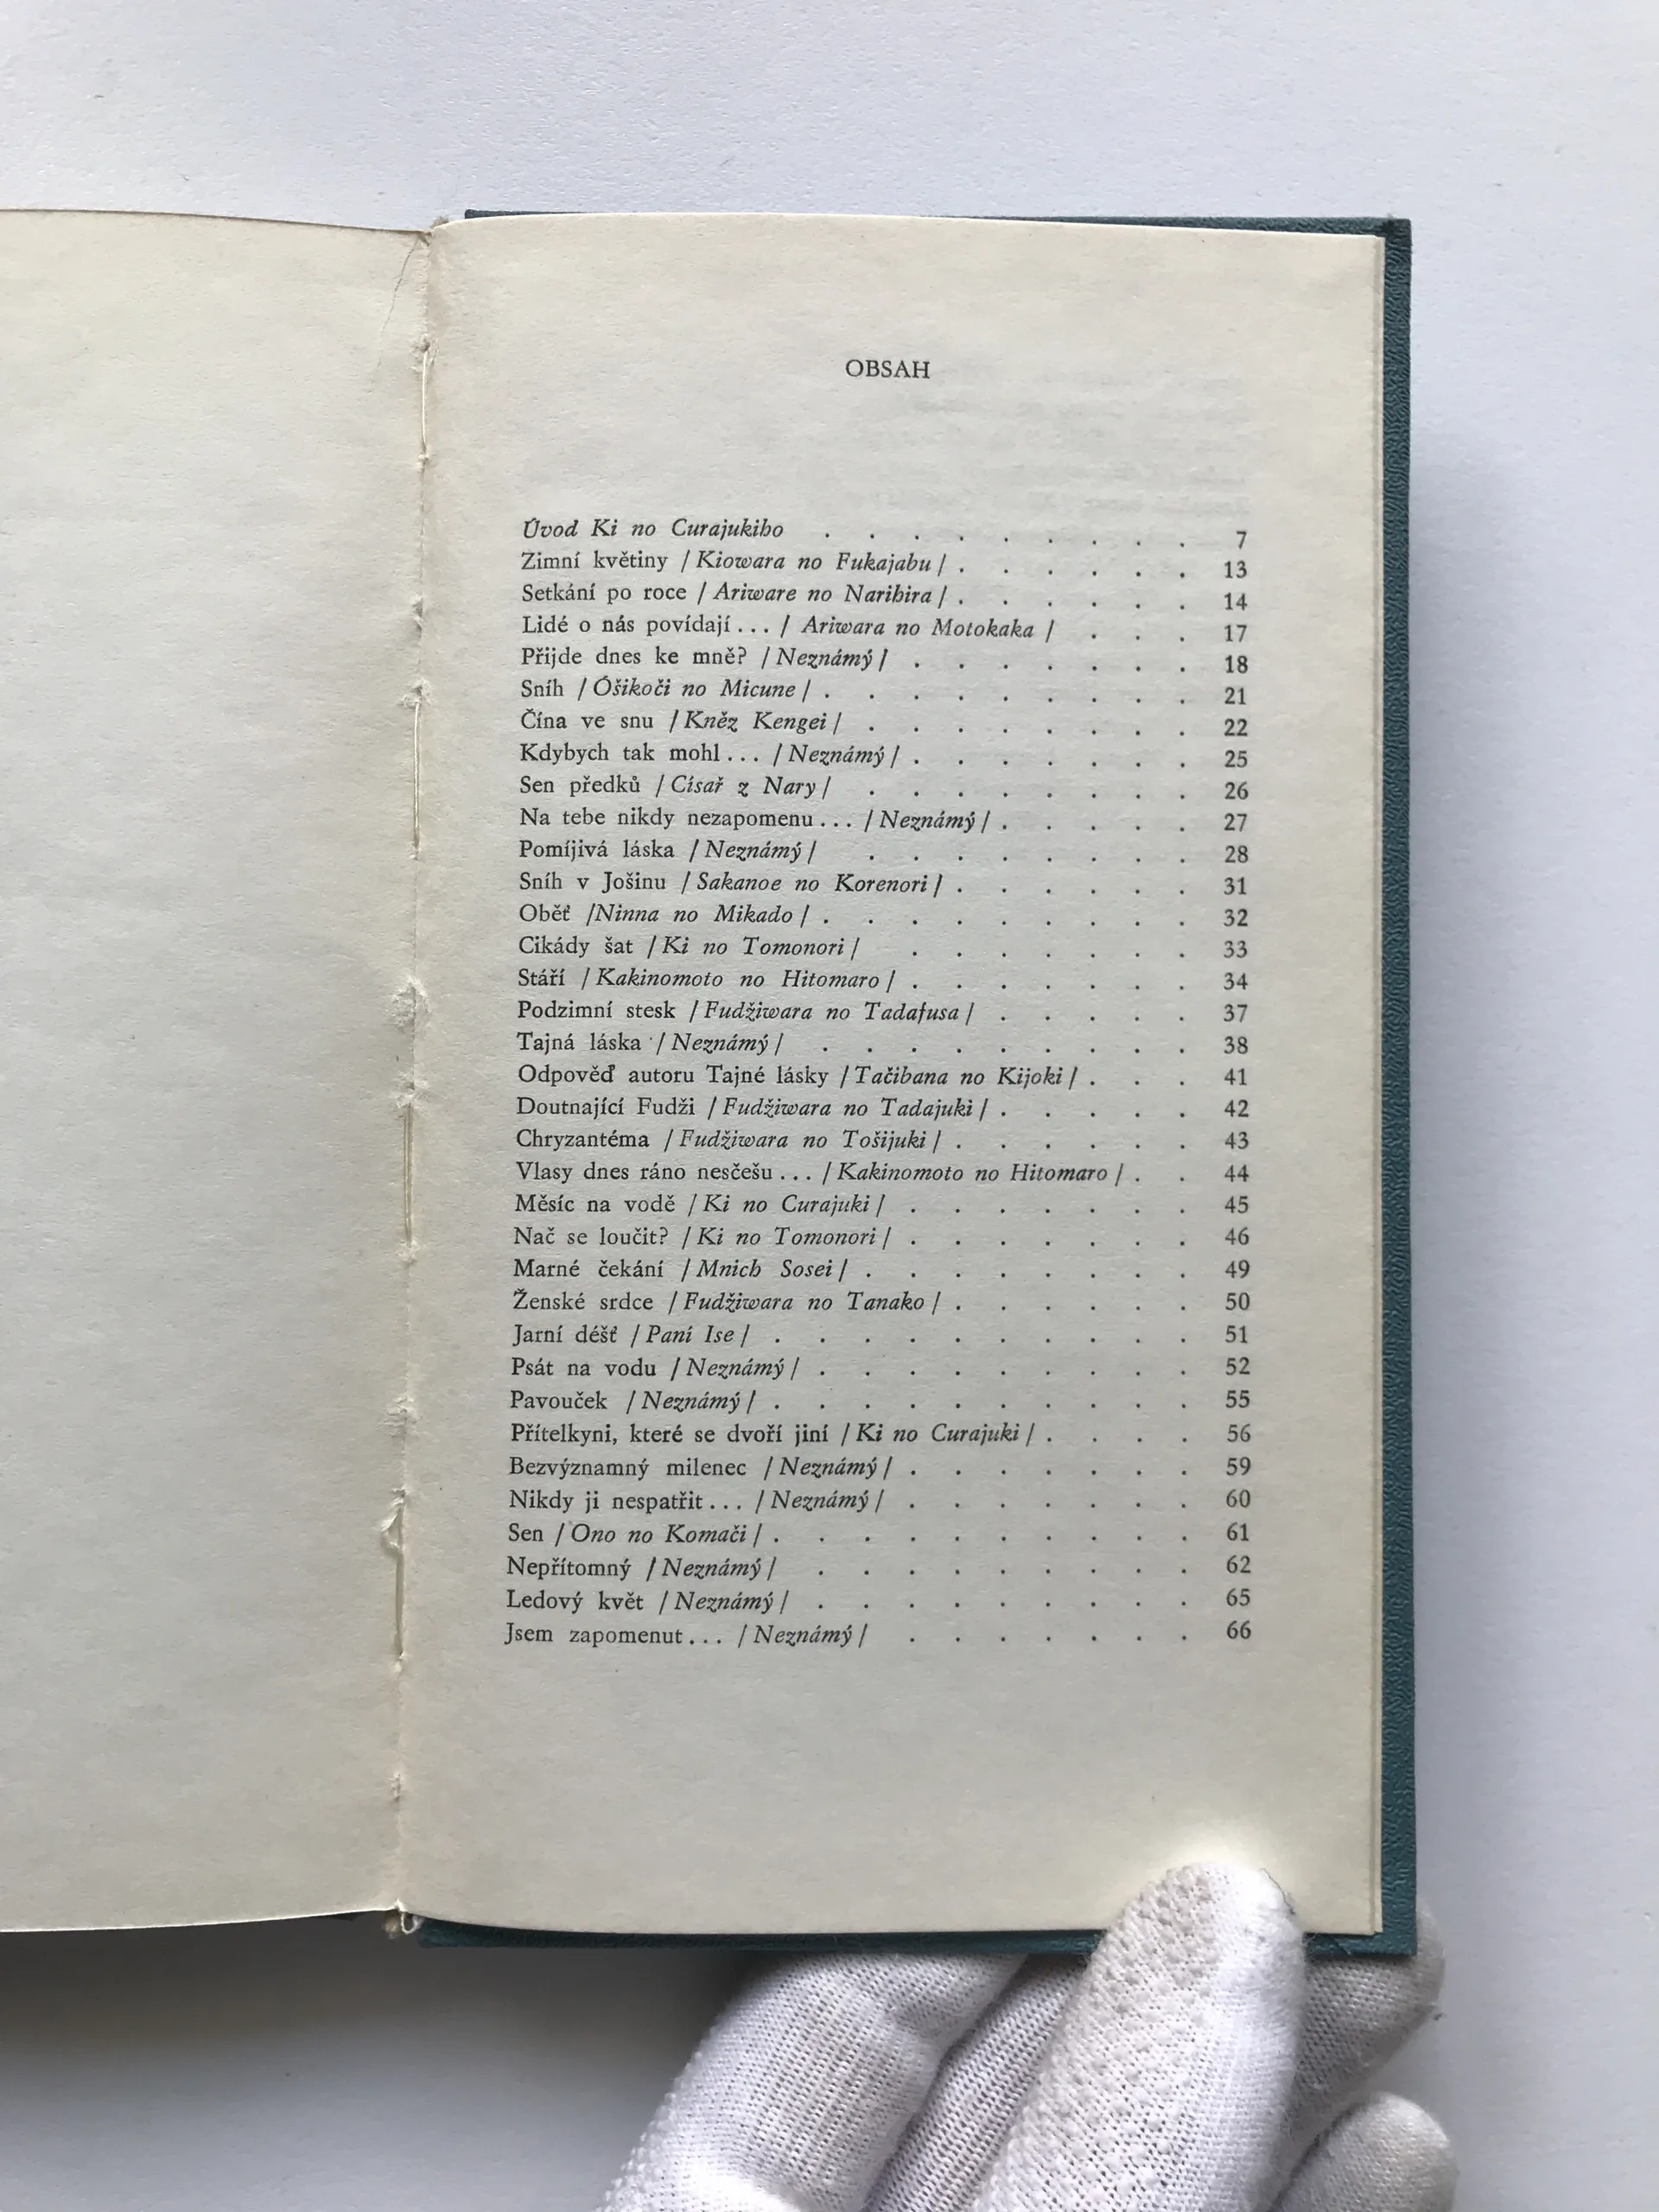 OBSAH
Úvod Ki no Curajukiho . . . . . . . . . 7
Zimní květiny / Kiowara no Fukajabu / . . . . . . 13
Setkání po roce / Ariware no Narihira / . . . . . . 14
Lidé o nás povídají . . . / Ariwara no Motokaka / . . . 17
Přijde dnes ke mně? / Neznámý / . . . . . . . 18
Sníh / Óšikoči no Micune / . . . . . . . . . 21
Čína ve snu / Kněz Kengei / . . . . . . . . 22
Kdybych tak mohl . . . / Neznámý / . . . . . . . 25
Sen předků / Císař z Nary / . . . . . . . . 26
Na tebe nikdy nezapomenu . . . / Neznámý / . . . . . 27
Pomíjivá láska / Neznámý / . . . . . . . . 28
Sníh v Jošinu / Sakanoe no Korenori / . . . . . . 31
Oběť /Ninna no Mikado / . . . . . . . . . 32
Cikády šat / Ki no Tomonori / . . . . . . . 33
Stáří / Kakinomoto no Hitomaro / . . . . . . . 34
Podzimní stesk / Fudžiwara no Tadafusa / . . . . . 37
Tajná láska / Neznámý / . . . . . . . . . 38
Odpověď autoru Tajné lásky / Tačibana no Kijoki / . . . 41
Doutnající Fudži / Fudžiwara no Tadajuki / . . . . . 42
Chryzantéma / Fudžiwara no Tošijuki / . . . . . . 43
Vlasy dnes ráno nesčešu . . . / Kakinomoto no Hitomaro / . . 44
Měsíc na vodě / Ki no Curajuki / . . . . . . . 45
Nač se loučit? / Ki no Tomonori / . . . . . . . 46
Marné čekání / Mnich Sosei / . . . . . . . . 49
Ženské srdce / Fudžiwara no Tanako / . . . . . . 50
Jarní déšť / Paní Ise / . . . . . . . . . . 51
Psát na vodu / Neznámý / . . . . . . . . . 52
Pavouček / Neznámý / . . . . . . . . . . 55
Přítelkyni, které se dvoří jiní / Ki no Curajuki / . . . . 56
Bezvýznamný milenec / Neznámý / . . . . . . . 59
Nikdy ji nespatřit . . . / Neznámý / . . . . . . . 60
Sen / Ono no Komači / . . . . . . . . . . 61
Nepřítomný / Neznámý / . . . . . . . . . 62
Ledový květ / Neznámý / . . . . . . . . . 65
Jsem zapomenut . . . / Neznámý / . . . . . . . 66